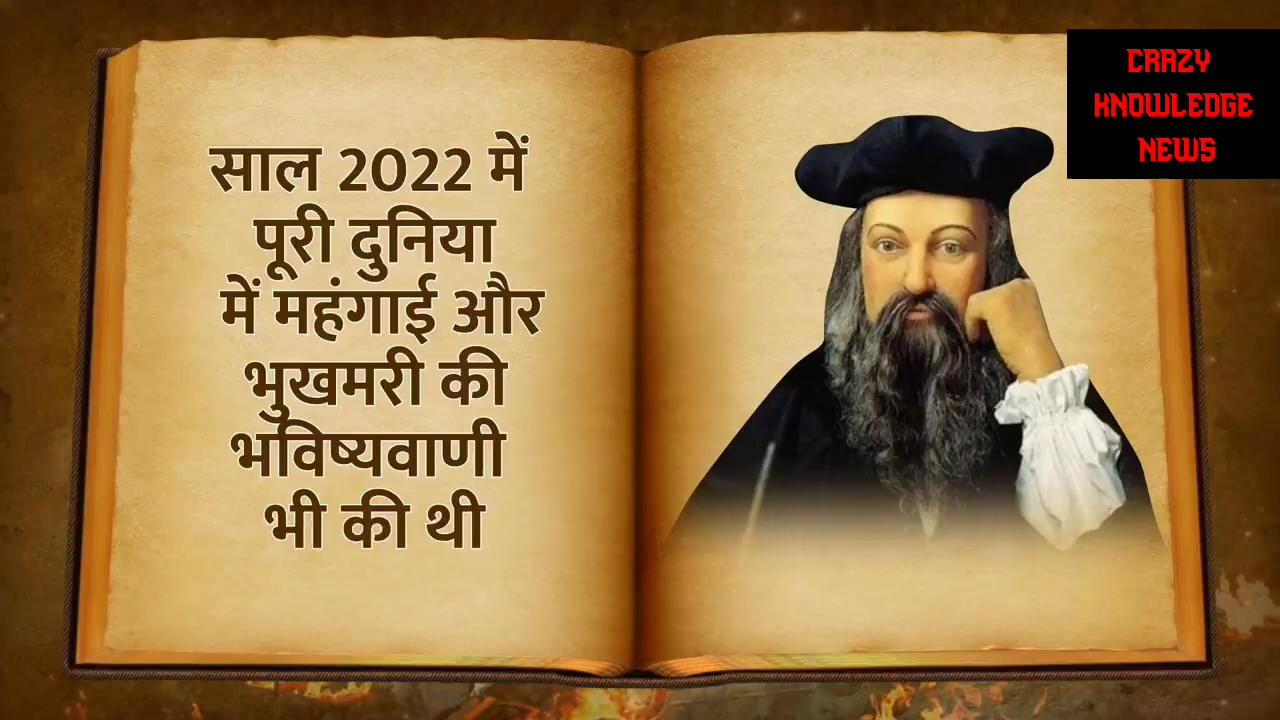 साल 2022 में
पूरी दुनिया
में महंगाई और
भुखमरी की
भविष्यवाणी
भी की थी
CRAZY
KNOWLEDGE
NEWS